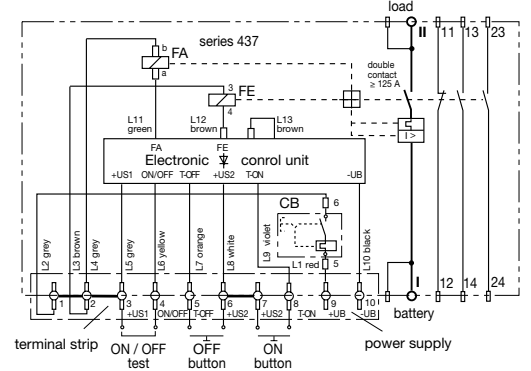 load
series 437
II
11
13
23
b
FA
a
double
contact
≥ 125 A
3
FE
4
L11
green
L12
brown
L13
brown
I >
FA
FE
Electronic conrol unit
+US1
ON/OFF
T-OFF
+US2
T-ON
-UB
CB
6
L2 grey
L3 brown
L4 grey
L5 grey
L6 yellow
L7 orange
L8 white
L9 violet
L1 red
5
L10 black
I
12
14
24
1
2
3
4
5
6
7
8
9
10
+US1
ON/OFF
T-OFF
+US2
+US2
T-ON
+UB
-UB
battery
terminal strip
power supply
ON / OFF
test
OFF
button
ON
button